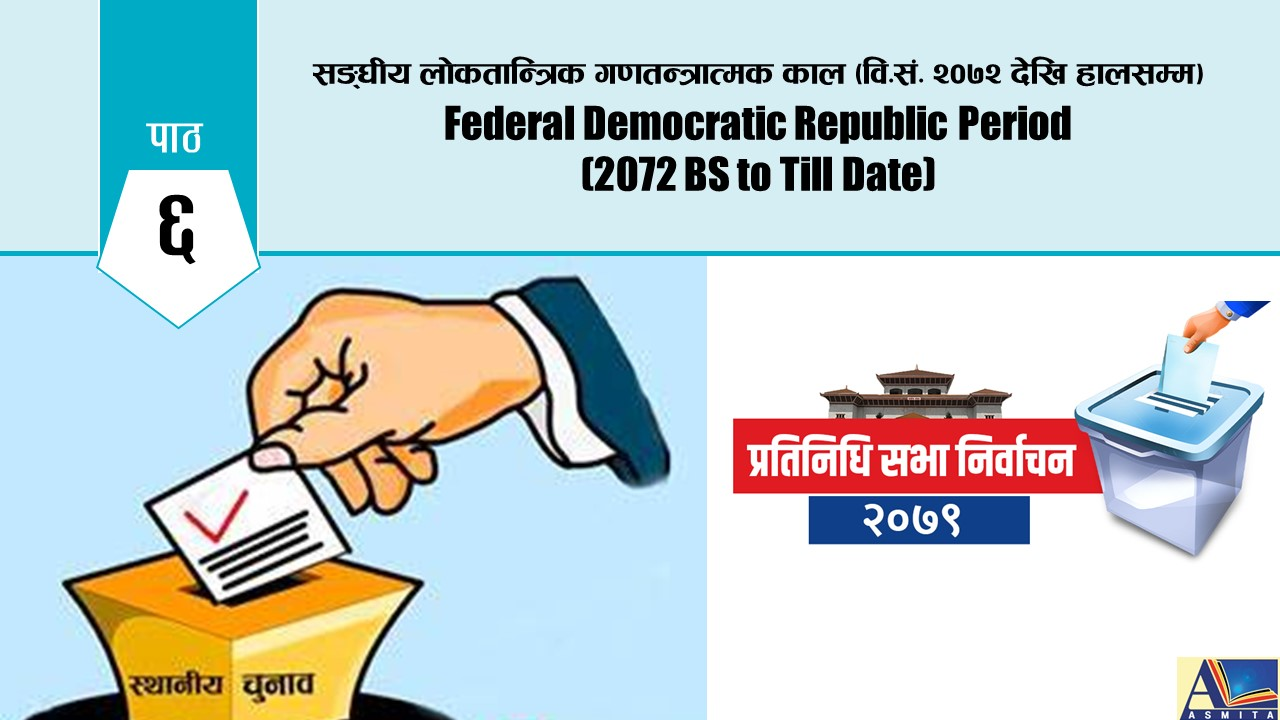 पाठ
६
सङ्घीय लोकतान्त्रिक गणतन्त्रात्मक काल (वि.सं. २०७२ देखि हालसम्म)
Federal Democratic Republic Period
(2072 BS to Till Date)
स्थानीय चुनाव
प्रतिनिधि सभा निर्वाचन
२०७९
ASMITA